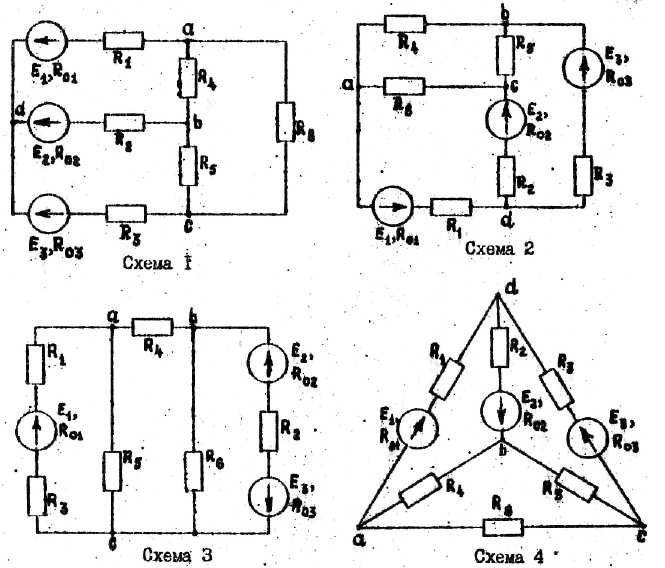 a
E₁,R₀₁
R₁
R₄
d
b
E₂,R₀₂
R₂
R₆
R₅
E₃,R₀₃
R₃
c
Схема 1
b
R₄
R₅
E₃,
R₀₃
a
c
R₆
E₂,
R₀₂
R₂
R₃
d
E₁,R₀₁
R₁
Схема 2
a
b
R₄
R₁
E₂,
R₀₂
E₁,
R₀₁
R₂
R₅
R₆
R₃
E₃,
R₀₃
c
Схема 3
d
R₁
R₂
R₃
E₁,
R₀₁
R₀₂
E₃,
R₀₃
b
R₄
R₅
R₆
a
c
Схема 4